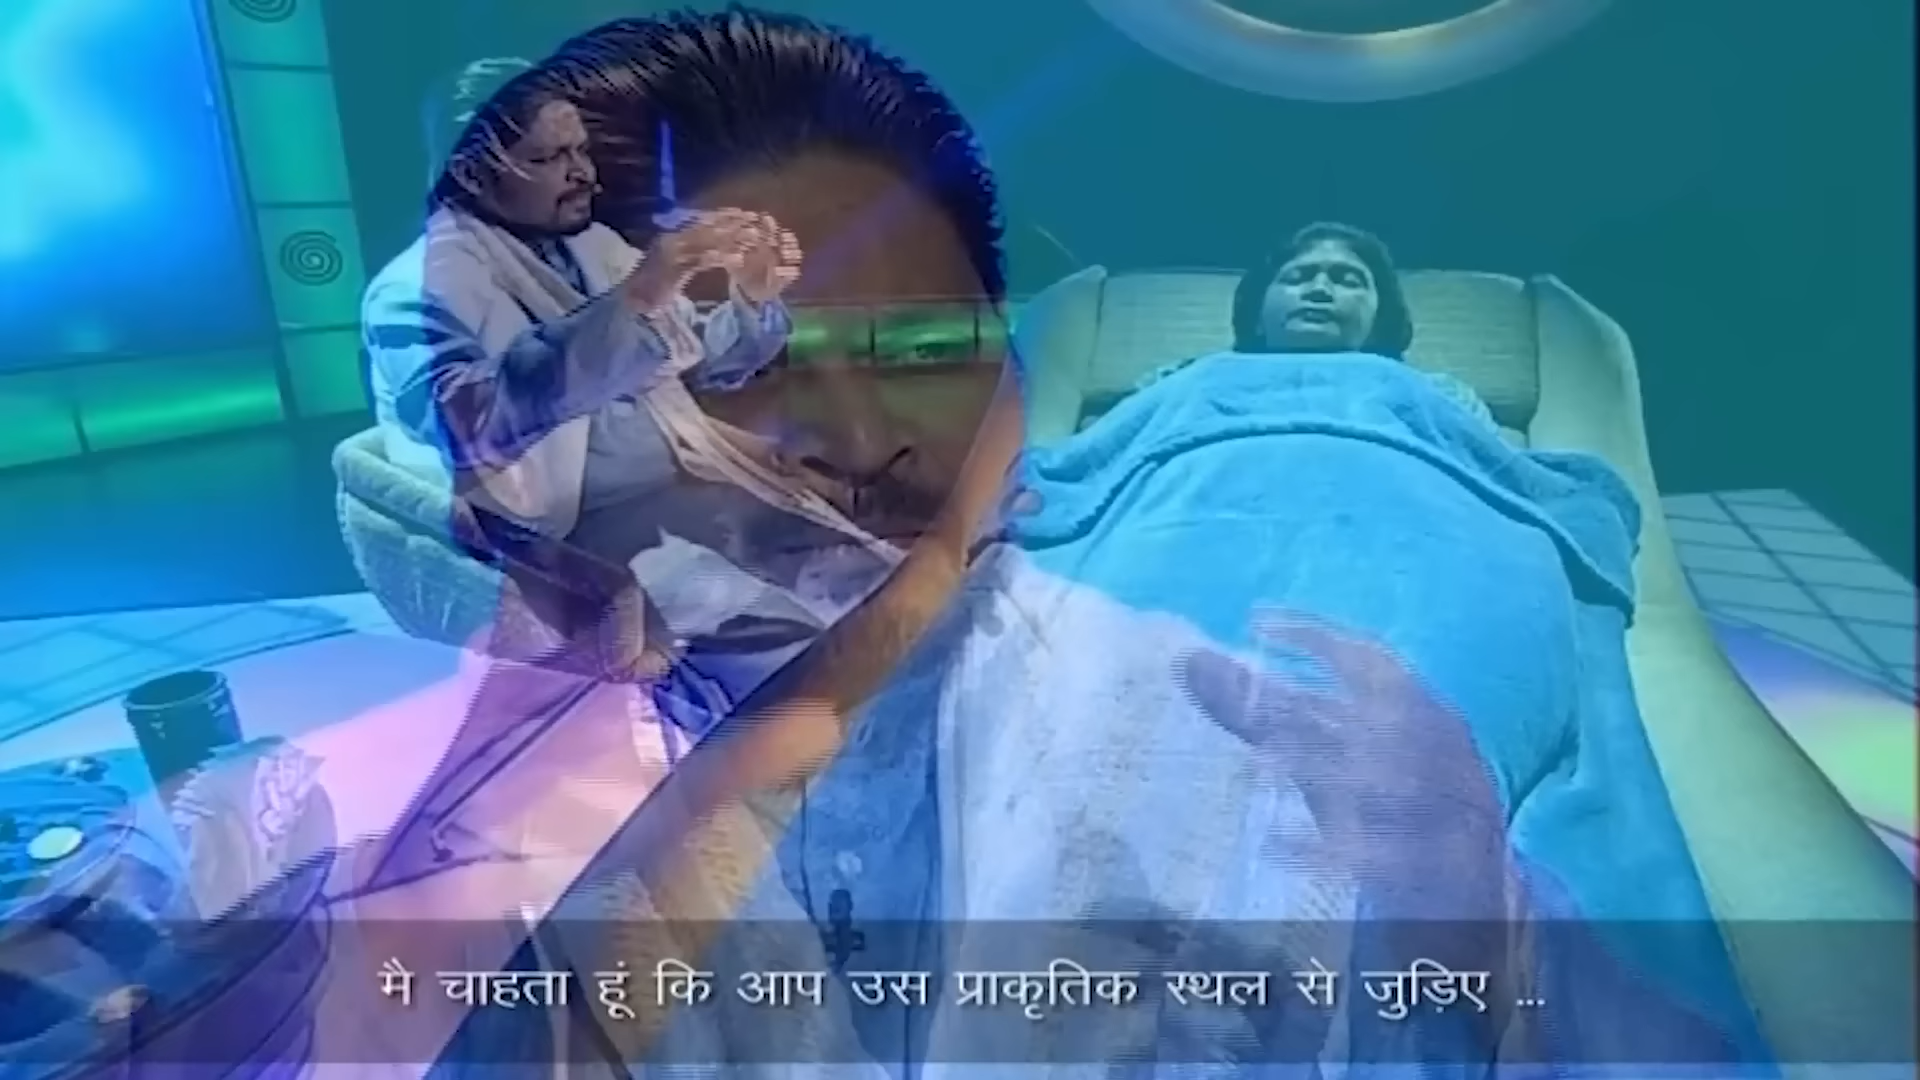 मै चाहता हूं कि आप उस प्राकृतिक स्थल से जुड़िए ...